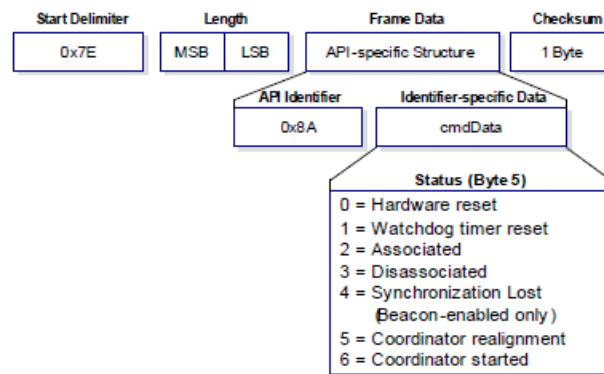 Start Delimiter Length Frame Data Checksum
0x7E MSB LSB API-specific Structure 1 Byte
API Identifier Identifier-specific Data
0x8A cmdData
Status (Byte 5)
0 = Hardware reset
1 = Watchdog timer reset
2 = Associated
3 = Disassociated
4 = Synchronization Lost
(Beacon-enabled only)
5 = Coordinator realignment
6 = Coordinator started